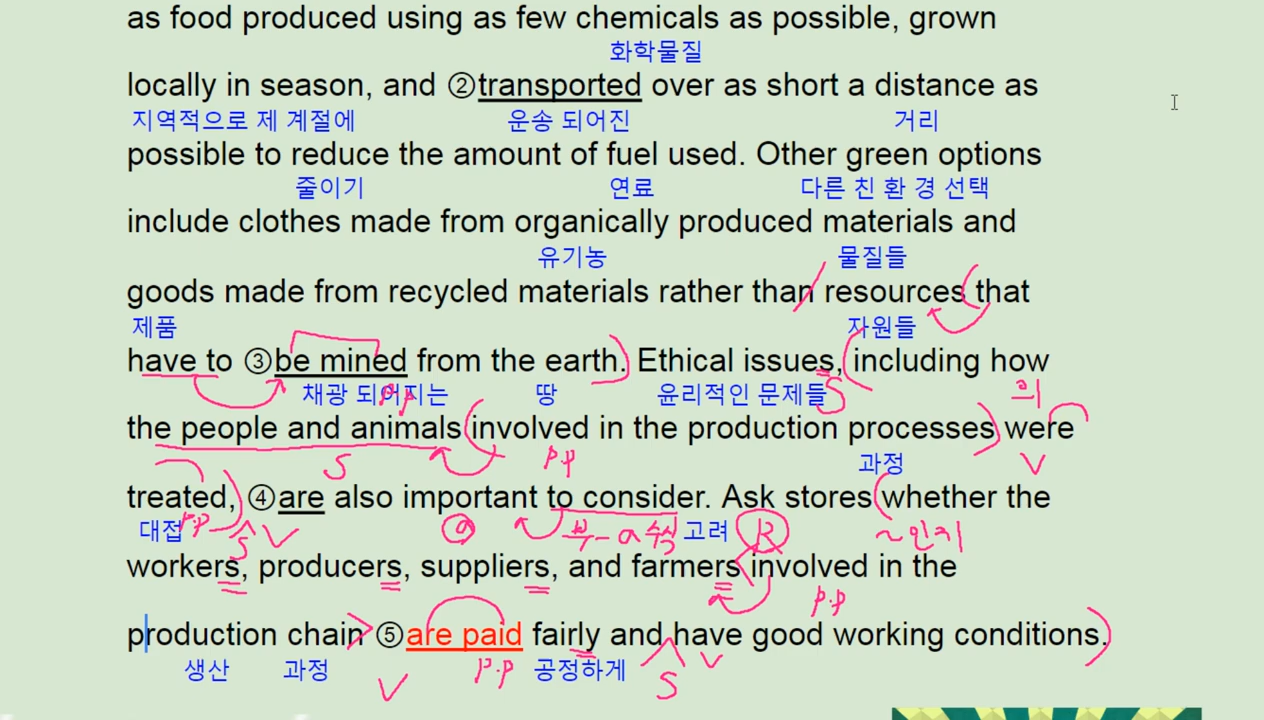 as food produced using as few chemicals as possible, grown
화학물질
locally in season, and ②transported over as short a distance as
지역적으로 제 계절에 운송 되어진 거리
possible to reduce the amount of fuel used. Other green options
줄이기 연료 다른 친 환 경 선택
include clothes made from organically produced materials and
유기농 물질들
goods made from recycled materials rather than resources that
제품 자원들
have to ③be mined from the earth. Ethical issues, including how
채광 되어지는 땅 윤리적인 문제들
p.p S 의
the people and animals involved in the production processes were
S p.p 과정 V
treated, ④are also important to consider. Ask stores whether the
대접 p.p S V ⓐ 부-a수식 고려 ~인지
workers, producers, suppliers, and farmers involved in the
p.p
production chain ⑤are paid fairly and have good working conditions.
생산 과정 V p.p 공정하게 S V